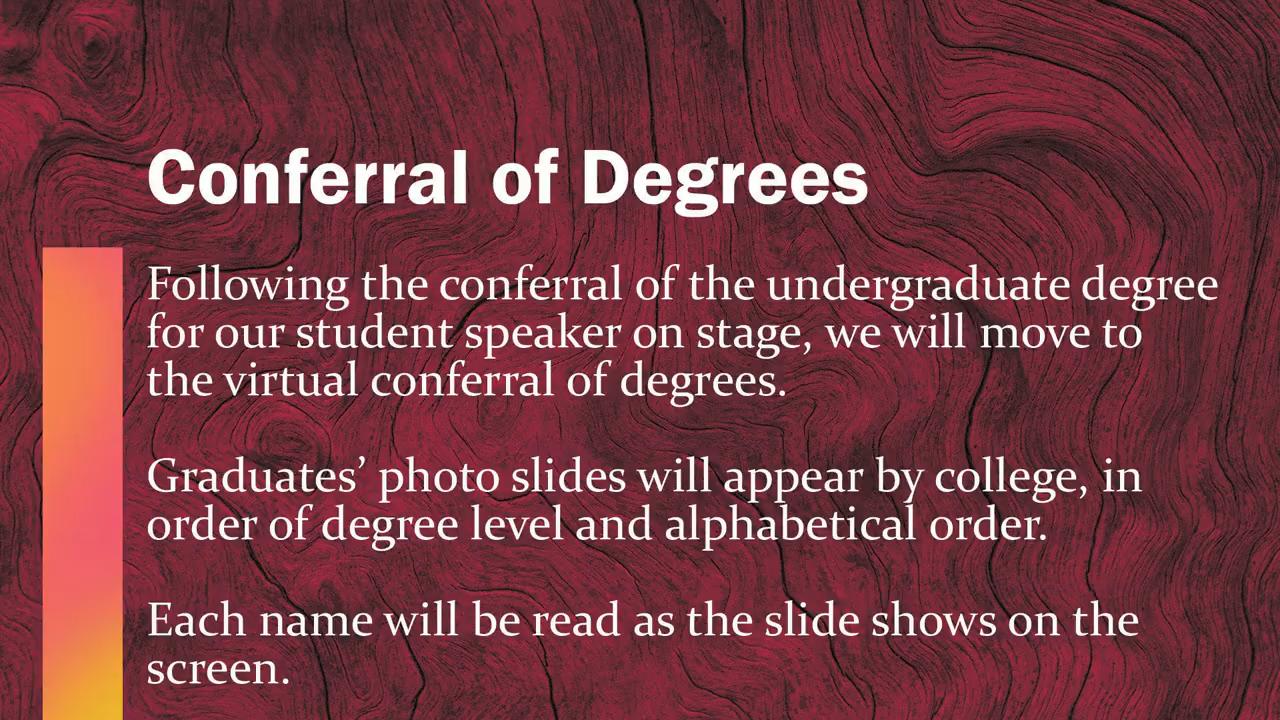 Conferral of Degrees
Following the conferral of the undergraduate degree
for our student speaker on stage, we will move to
the virtual conferral of degrees.
Graduates’ photo slides will appear by college, in
order of degree level and alphabetical order.
Each name will be read as the slide shows on the
screen.